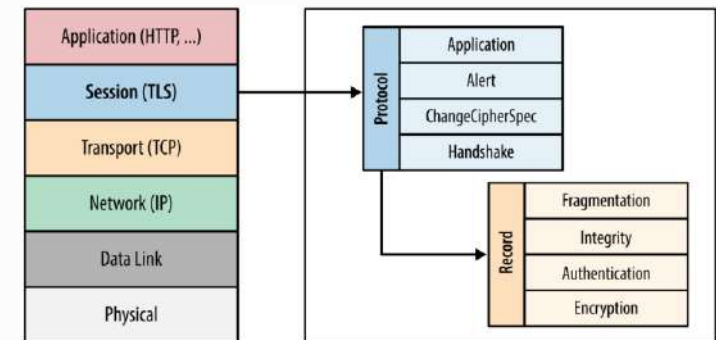 Application (HTTP, ...)
Session (TLS)
Transport (TCP)
Network (IP)
Data Link
Physical
Protocol
Application
Alert
ChangeCipherSpec
Handshake
Record
Fragmentation
Integrity
Authentication
Encryption